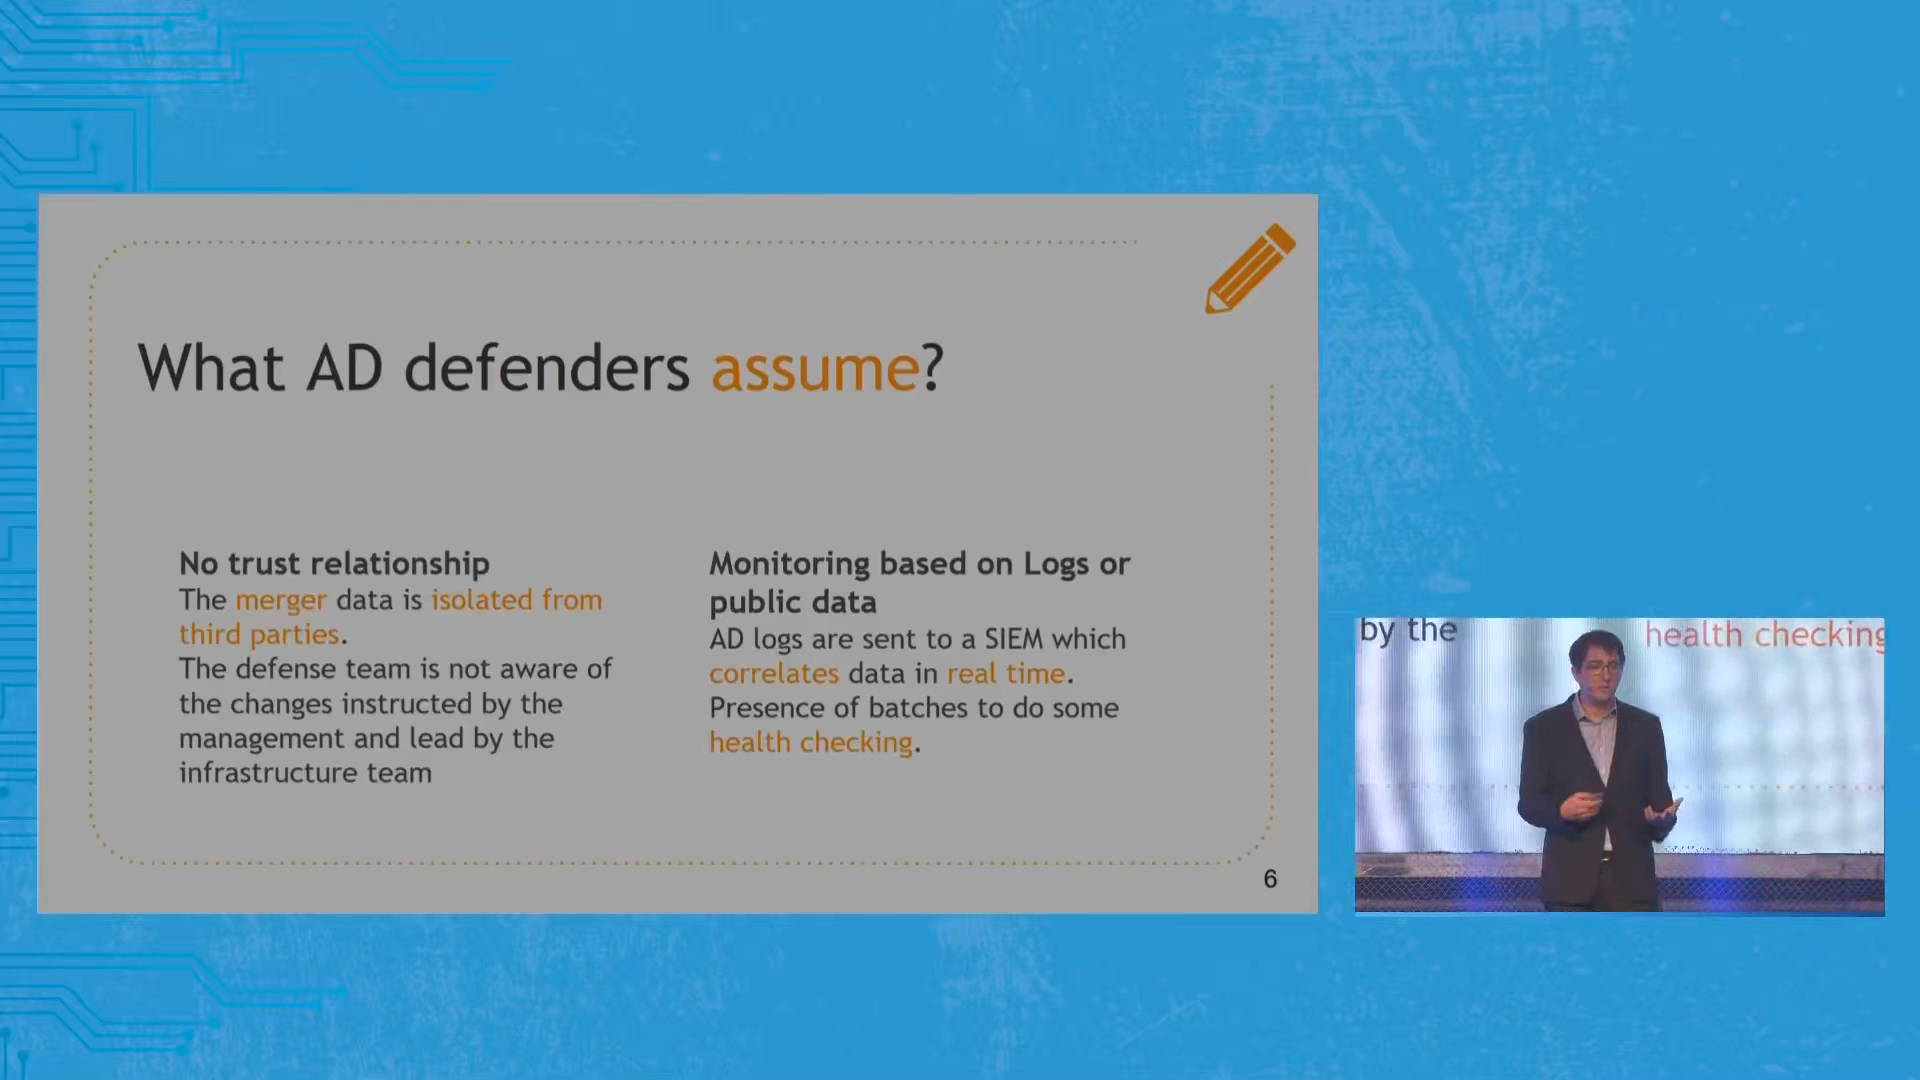 What AD defenders assume?
No trust relationship
The merger data is isolated from
third parties.
The defense team is not aware of
the changes instructed by the
management and lead by the
infrastructure team
Monitoring based on Logs or
public data
AD logs are sent to a SIEM which
correlates data in real time.
Presence of batches to do some
health checking.
6
by the
health checking